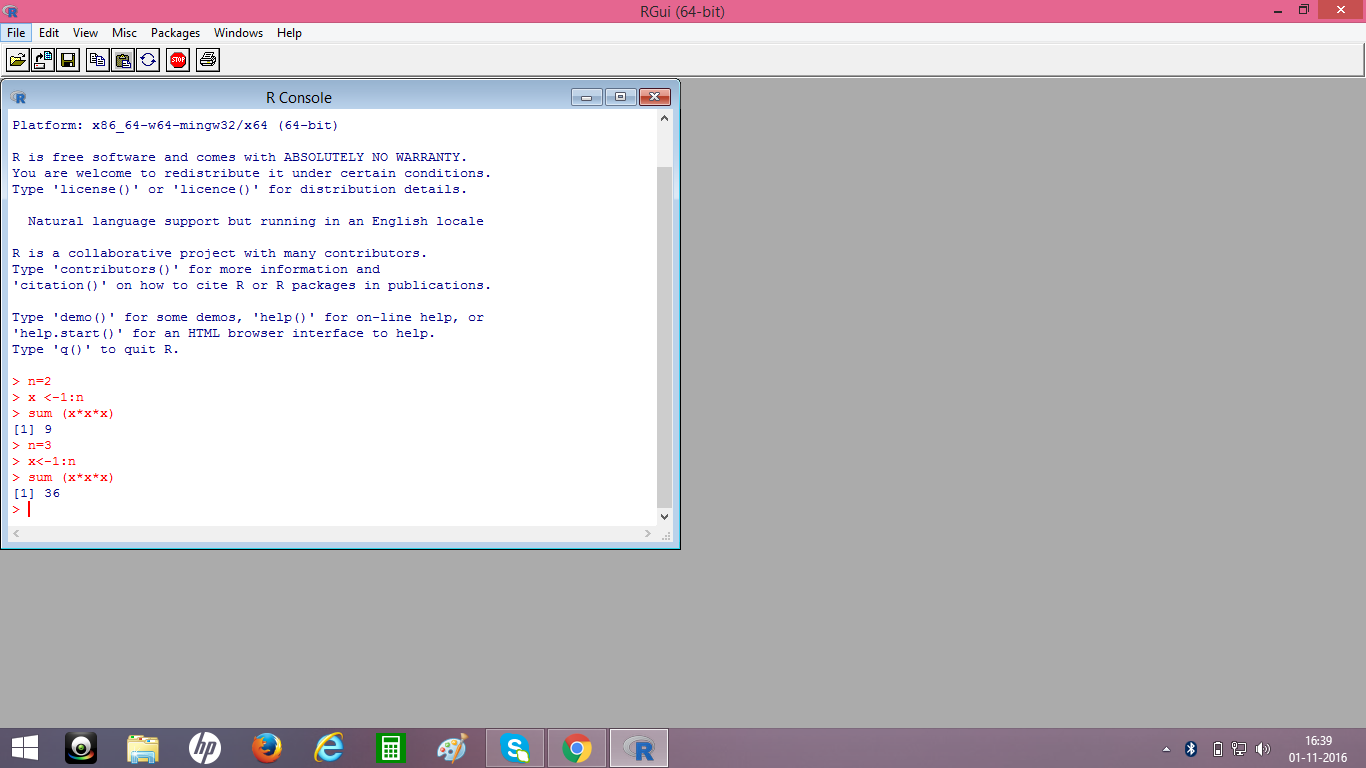 RGui (64-bit)
File Edit View Misc Packages Windows Help
STOP
R Console
Platform: x86_64-w64-mingw32/x64 (64-bit)
R is free software and comes with ABSOLUTELY NO WARRANTY.
You are welcome to redistribute it under certain conditions.
Type 'license()' or 'licence()' for distribution details.
Natural language support but running in an English locale
R is a collaborative project with many contributors.
Type 'contributors()' for more information and
'citation()' on how to cite R or R packages in publications.
Type 'demo()' for some demos, 'help()' for on-line help, or
'help.start()' for an HTML browser interface to help.
Type 'q()' to quit R.
> n=2
> x <-1:n
> sum (x*x*x)
[1] 9
> n=3
> x<-1:n
> sum (x*x*x)
[1] 36
>
hp
16:39
01-11-2016